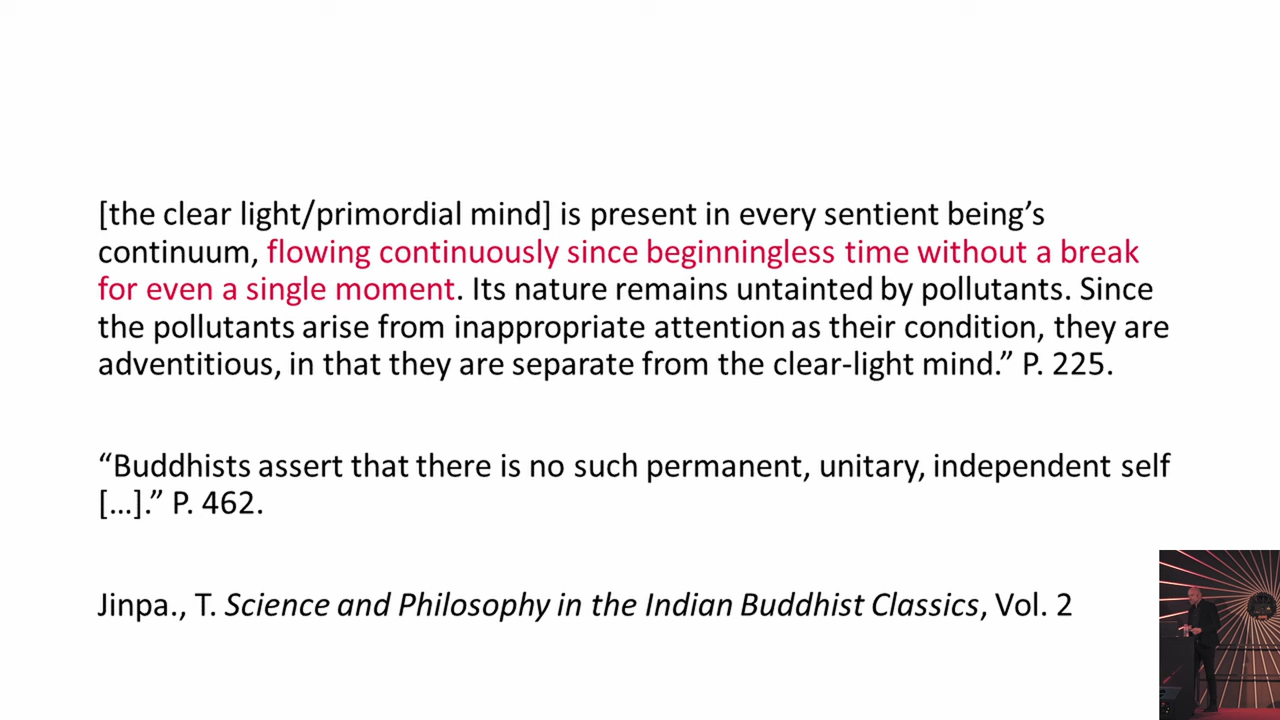 [the clear light/primordial mind] is present in every sentient being’s
continuum, flowing continuously since beginningless time without a break
for even a single moment. Its nature remains untainted by pollutants. Since
the pollutants arise from inappropriate attention as their condition, they are
adventitious, in that they are separate from the clear-light mind.” P. 225.
“Buddhists assert that there is no such permanent, unitary, independent self
[…].” P. 462.
Jinpa., T. Science and Philosophy in the Indian Buddhist Classics, Vol. 2